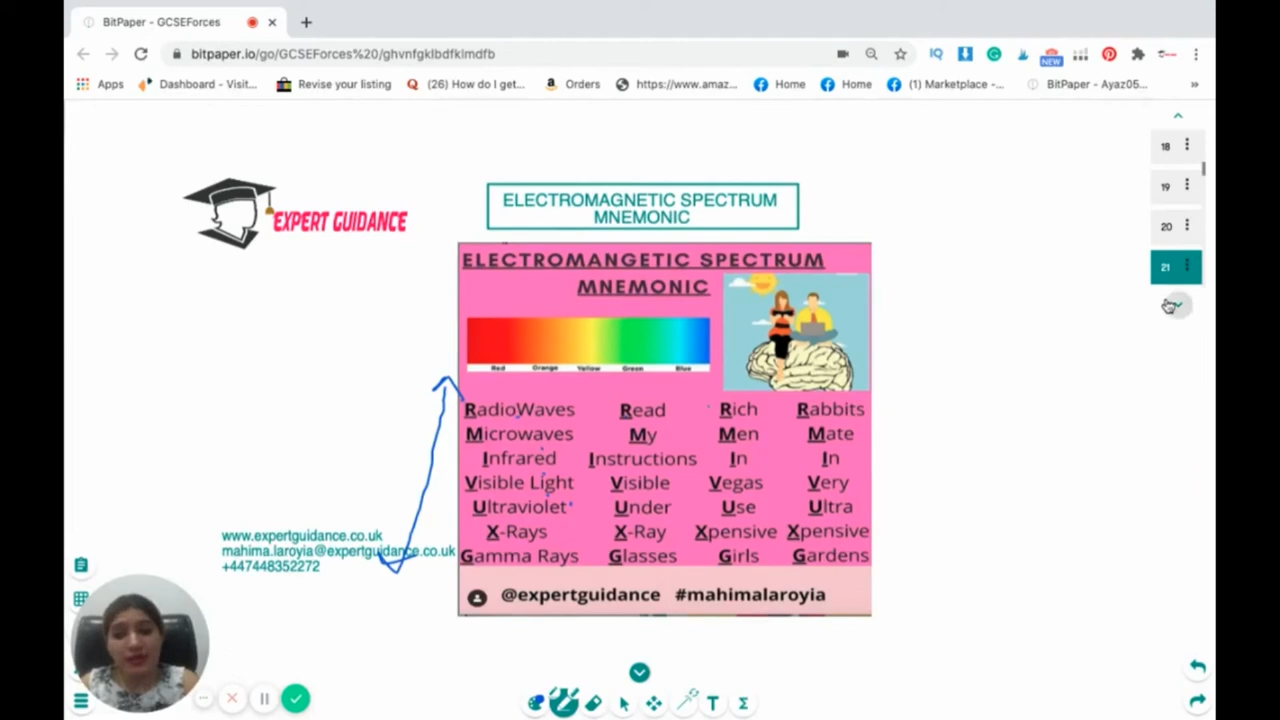 BitPaper - GCSEForces
bitpaper.io/go/GCSEForces%20/ghvnfgklbdfklmdfb
NEW
Apps Dashboard - Visit... Revise your listing (26) How do I get... Orders https://www.amaz... Home Home (1) Marketplace -... BitPaper - Ayaz05... »
18
19
20
21
EXPERT GUIDANCE
ELECTROMAGNETIC SPECTRUM
MNEMONIC
ELECTROMANGETIC SPECTRUM
MNEMONIC
Red Orange Yellow Green Blue
RadioWaves Read Rich Rabbits
Microwaves My Men Mate
Infrared Instructions In In
Visible Light Visible Vegas Very
Ultraviolet Under Use Ultra
X-Rays X-Ray Xpensive Xpensive
Gamma Rays Glasses Girls Gardens
@expertguidance #mahimalaroyia
www.expertguidance.co.uk
mahima.laroyia@expertguidance.co.uk
+447448352272
T Σ